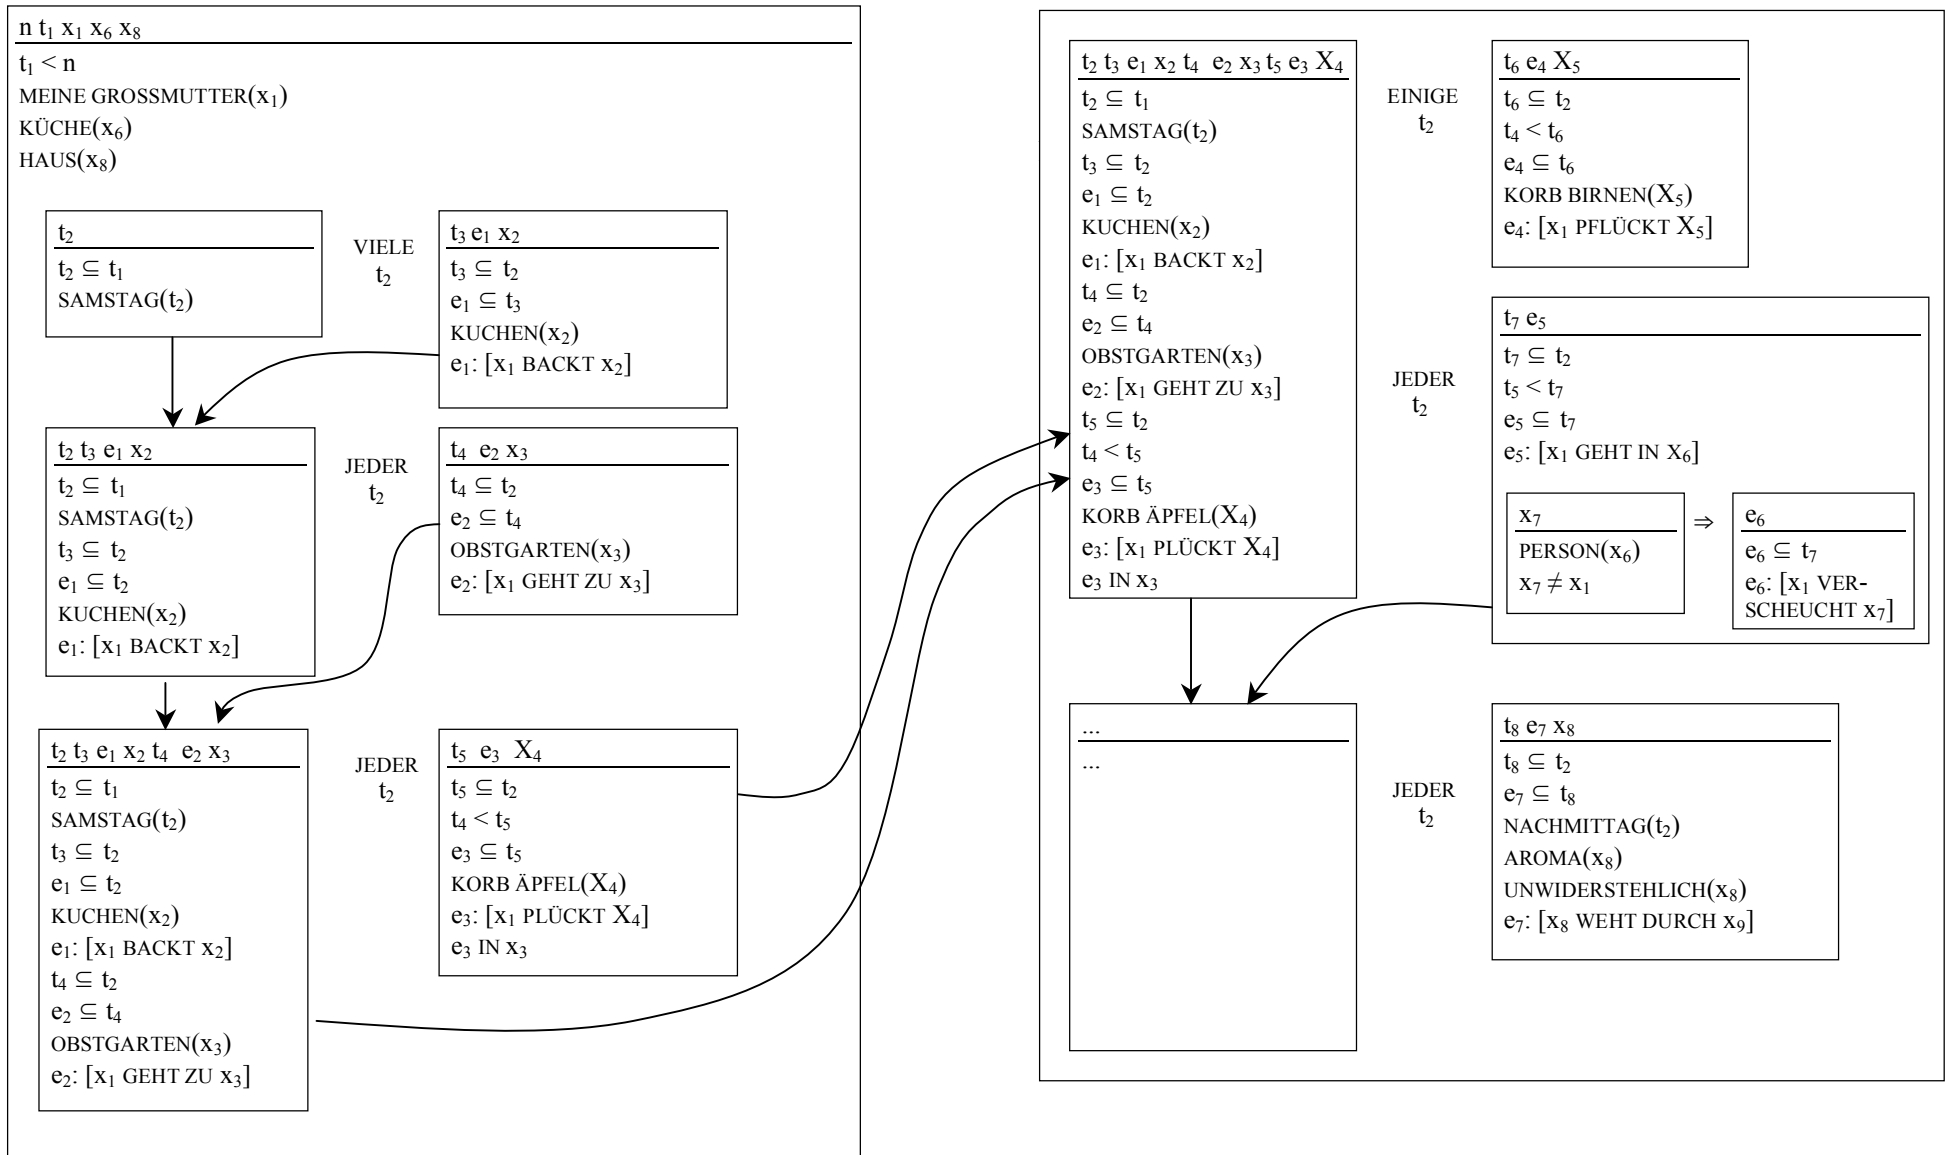 n t₁ x₁ x₆ x₈
t₁ < n
MEINE GROSSMUTTER(x₁)
KÜCHE(x₆)
HAUS(x₈)
t₂
t₂ ⊆ t₁
SAMSTAG(t₂)
VIELE
t₂
t₃ e₁ x₂
t₃ ⊆ t₂
e₁ ⊆ t₃
KUCHEN(x₂)
e₁: [x₁ BACKT x₂]
t₂ t₃ e₁ x₂
t₂ ⊆ t₁
SAMSTAG(t₂)
t₃ ⊆ t₂
e₁ ⊆ t₂
KUCHEN(x₂)
e₁: [x₁ BACKT x₂]
JEDER
t₂
t₄ e₂ x₃
t₄ ⊆ t₂
e₂ ⊆ t₄
OBSTGARTEN(x₃)
e₂: [x₁ GEHT ZU x₃]
t₂ t₃ e₁ x₂ t₄ e₂ x₃
t₂ ⊆ t₁
SAMSTAG(t₂)
t₃ ⊆ t₂
e₁ ⊆ t₂
KUCHEN(x₂)
e₁: [x₁ BACKT x₂]
t₄ ⊆ t₂
e₂ ⊆ t₄
OBSTGARTEN(x₃)
e₂: [x₁ GEHT ZU x₃]
JEDER
t₂
t₅ e₃ X₄
t₅ ⊆ t₂
t₄ < t₅
e₃ ⊆ t₅
KORB ÄPFEL(X₄)
e₃: [x₁ PLÜCKT X₄]
e₃ IN x₃
t₂ t₃ e₁ x₂ t₄ e₂ x₃ t₅ e₃ X₄
t₂ ⊆ t₁
SAMSTAG(t₂)
t₃ ⊆ t₂
e₁ ⊆ t₂
KUCHEN(x₂)
e₁: [x₁ BACKT x₂]
t₄ ⊆ t₂
e₂ ⊆ t₄
OBSTGARTEN(x₃)
e₂: [x₁ GEHT ZU x₃]
t₅ ⊆ t₂
t₄ < t₅
e₃ ⊆ t₅
KORB ÄPFEL(X₄)
e₃: [x₁ PLÜCKT X₄]
e₃ IN x₃
EINIGE
t₂
t₆ e₄ X₅
t₆ ⊆ t₂
t₄ < t₆
e₄ ⊆ t₆
KORB BIRNEN(X₅)
e₄: [x₁ PFLÜCKT X₅]
JEDER
t₂
t₇ e₅
t₇ ⊆ t₂
t₅ < t₇
e₅ ⊆ t₇
e₅: [x₁ GEHT IN x₆]
x₇
PERSON(x₆)
x₇ ≠ x₁
⇒
e₆
e₆ ⊆ t₇
e₆: [x₁ VER-
SCHEUCHT x₇]
...
...
JEDER
t₂
t₈ e₇ x₈
t₈ ⊆ t₂
e₇ ⊆ t₈
NACHMITTAG(t₂)
AROMA(x₈)
UNWIDERSTEHLICH(x₈)
e₇: [x₈ WEHT DURCH x₉]